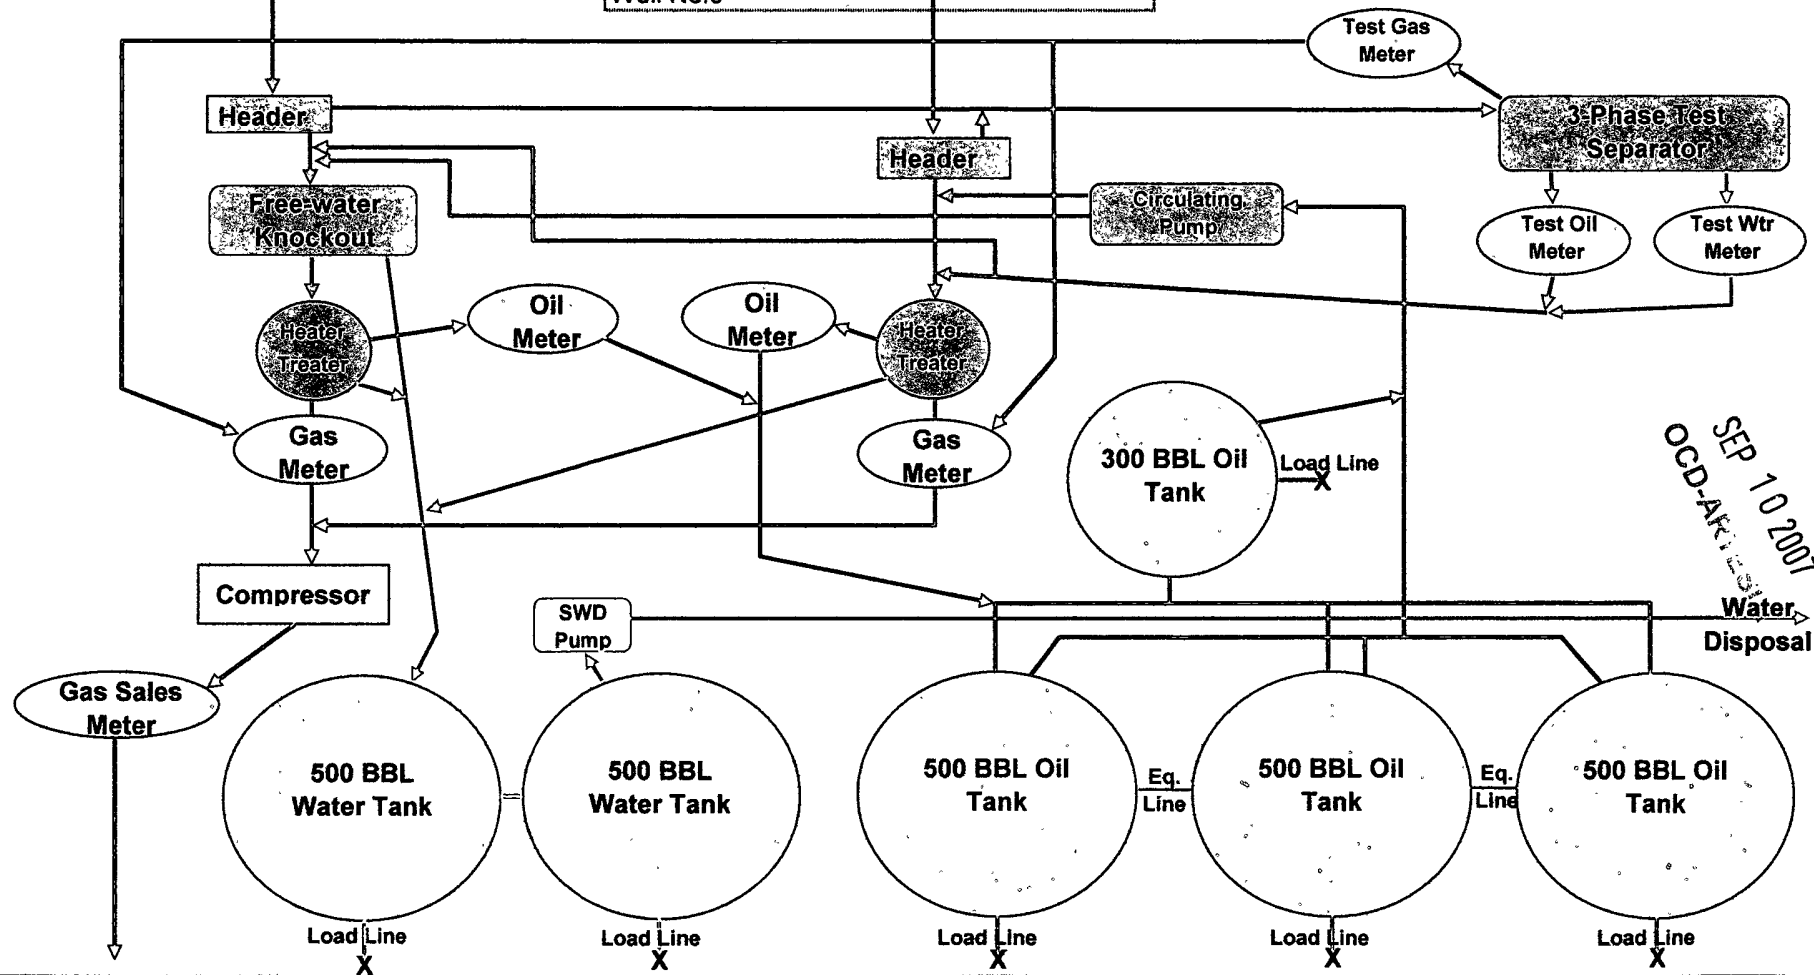 Test Gas
Meter
Header
3-Phase Test
Separator
Header
Free-water
Knockout
Circulating
Pump
Test Oil
Meter
Test Wtr
Meter
Oil
Meter
Oil
Meter
Heater
Treater
Heater
Treater
Gas
Meter
Gas
Meter
300 BBL Oil
Tank
Load Line
X
SEP 10 2007
Compressor
SWD
Pump
Water
Disposal
Gas Sales
Meter
500 BBL
Water Tank
500 BBL
Water Tank
500 BBL Oil
Tank
Eq.
Line
500 BBL Oil
Tank
Eq.
Line
500 BBL Oil
Tank
Load Line
X
Load Line
X
Load Line
X
Load Line
X
Load Line
X